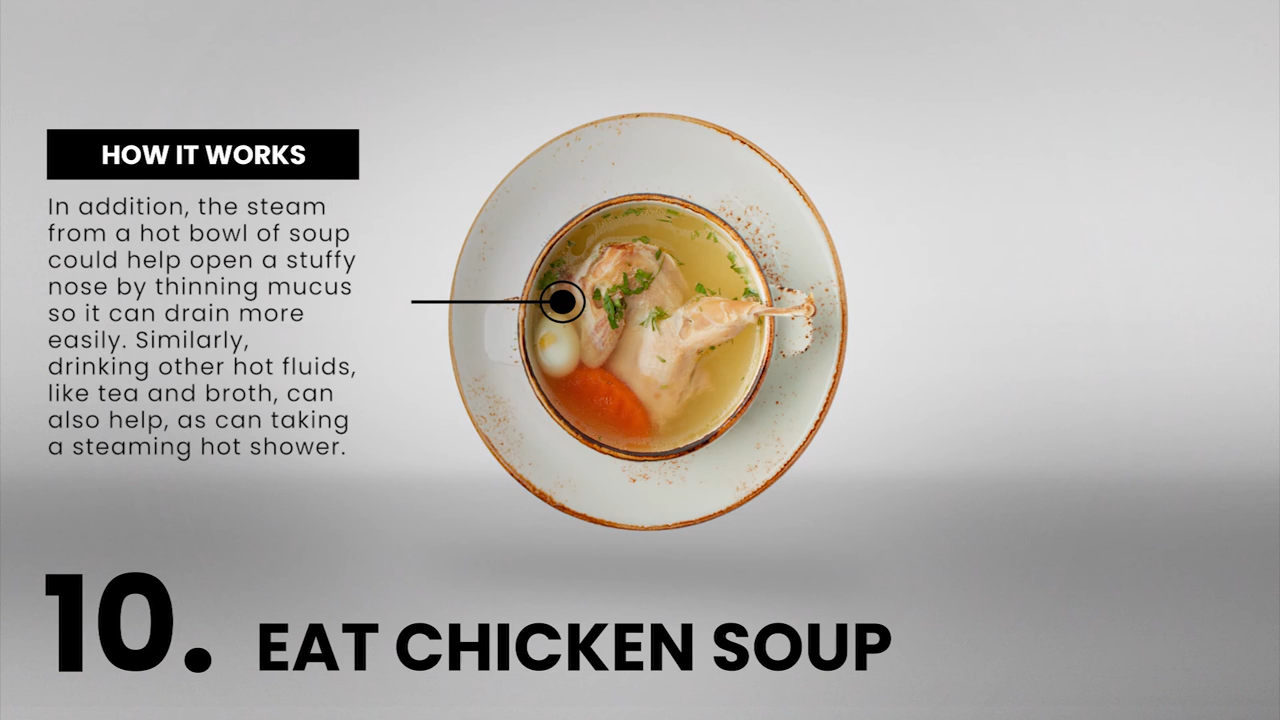 HOW IT WORKS
In addition, the steam
from a hot bowl of soup
could help open a stuffy
nose by thinning mucus
so it can drain more
easily. Similarly,
drinking other hot fluids,
like tea and broth, can
also help, as can taking
a steaming hot shower.
10. EAT CHICKEN SOUP